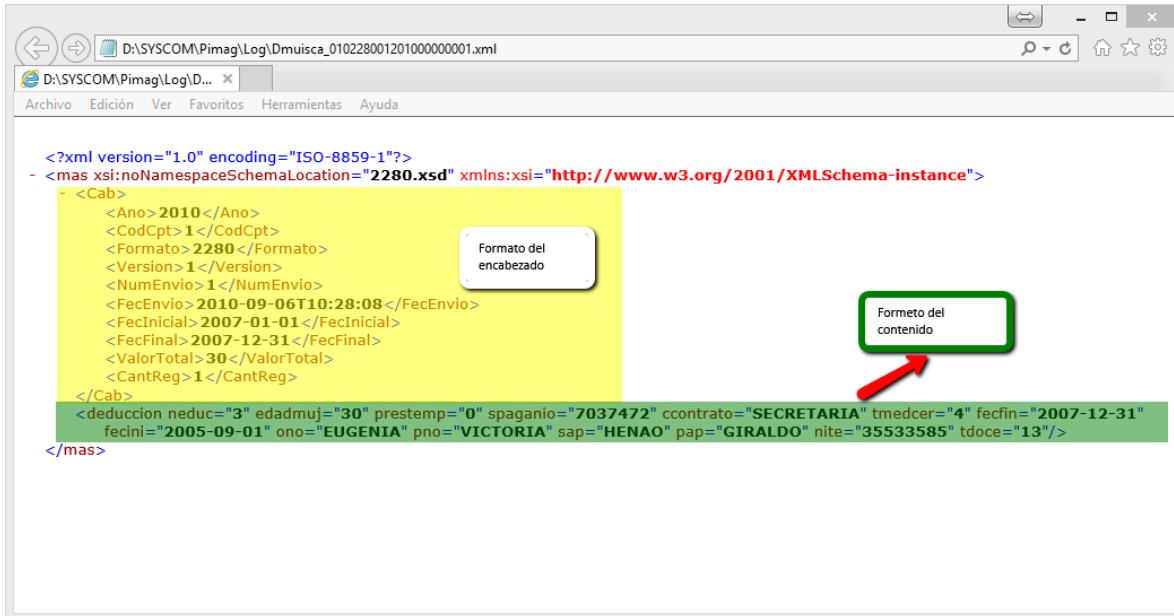 D:\SYSCOM\Pimag\Log\Dmuisca_010228001201000000001.xml
D:\SYSCOM\Pimag\Log\D...
Archivo Edición Ver Favoritos Herramientas Ayuda
<?xml version="1.0" encoding="ISO-8859-1"?>
- <mas xsi:noNamespaceSchemaLocation="2280.xsd" xmlns:xsi="http://www.w3.org/2001/XMLSchema-instance">
- <Cab>
<Ano>2010</Ano>
<CodCpt>1</CodCpt>
<Formato>2280</Formato>
<Version>1</Version>
<NumEnvio>1</NumEnvio>
<FecEnvio>2010-09-06T10:28:08</FecEnvio>
<FecInicial>2007-01-01</FecInicial>
<FecFinal>2007-12-31</FecFinal>
<ValorTotal>30</ValorTotal>
<CantReg>1</CantReg>
</Cab>
Formato del
encabezado
Formeto del
contenido
<deduccion neduc="3" edadmuj="30" prestemp="0" spaganio="7037472" ccontrato="SECRETARIA" tmedcer="4" fecfin="2007-12-31"
fecini="2005-09-01" ono="EUGENIA" pno="VICTORIA" sap="HENAO" pap="GIRALDO" nite="35533585" tdoce="13"/>
</mas>